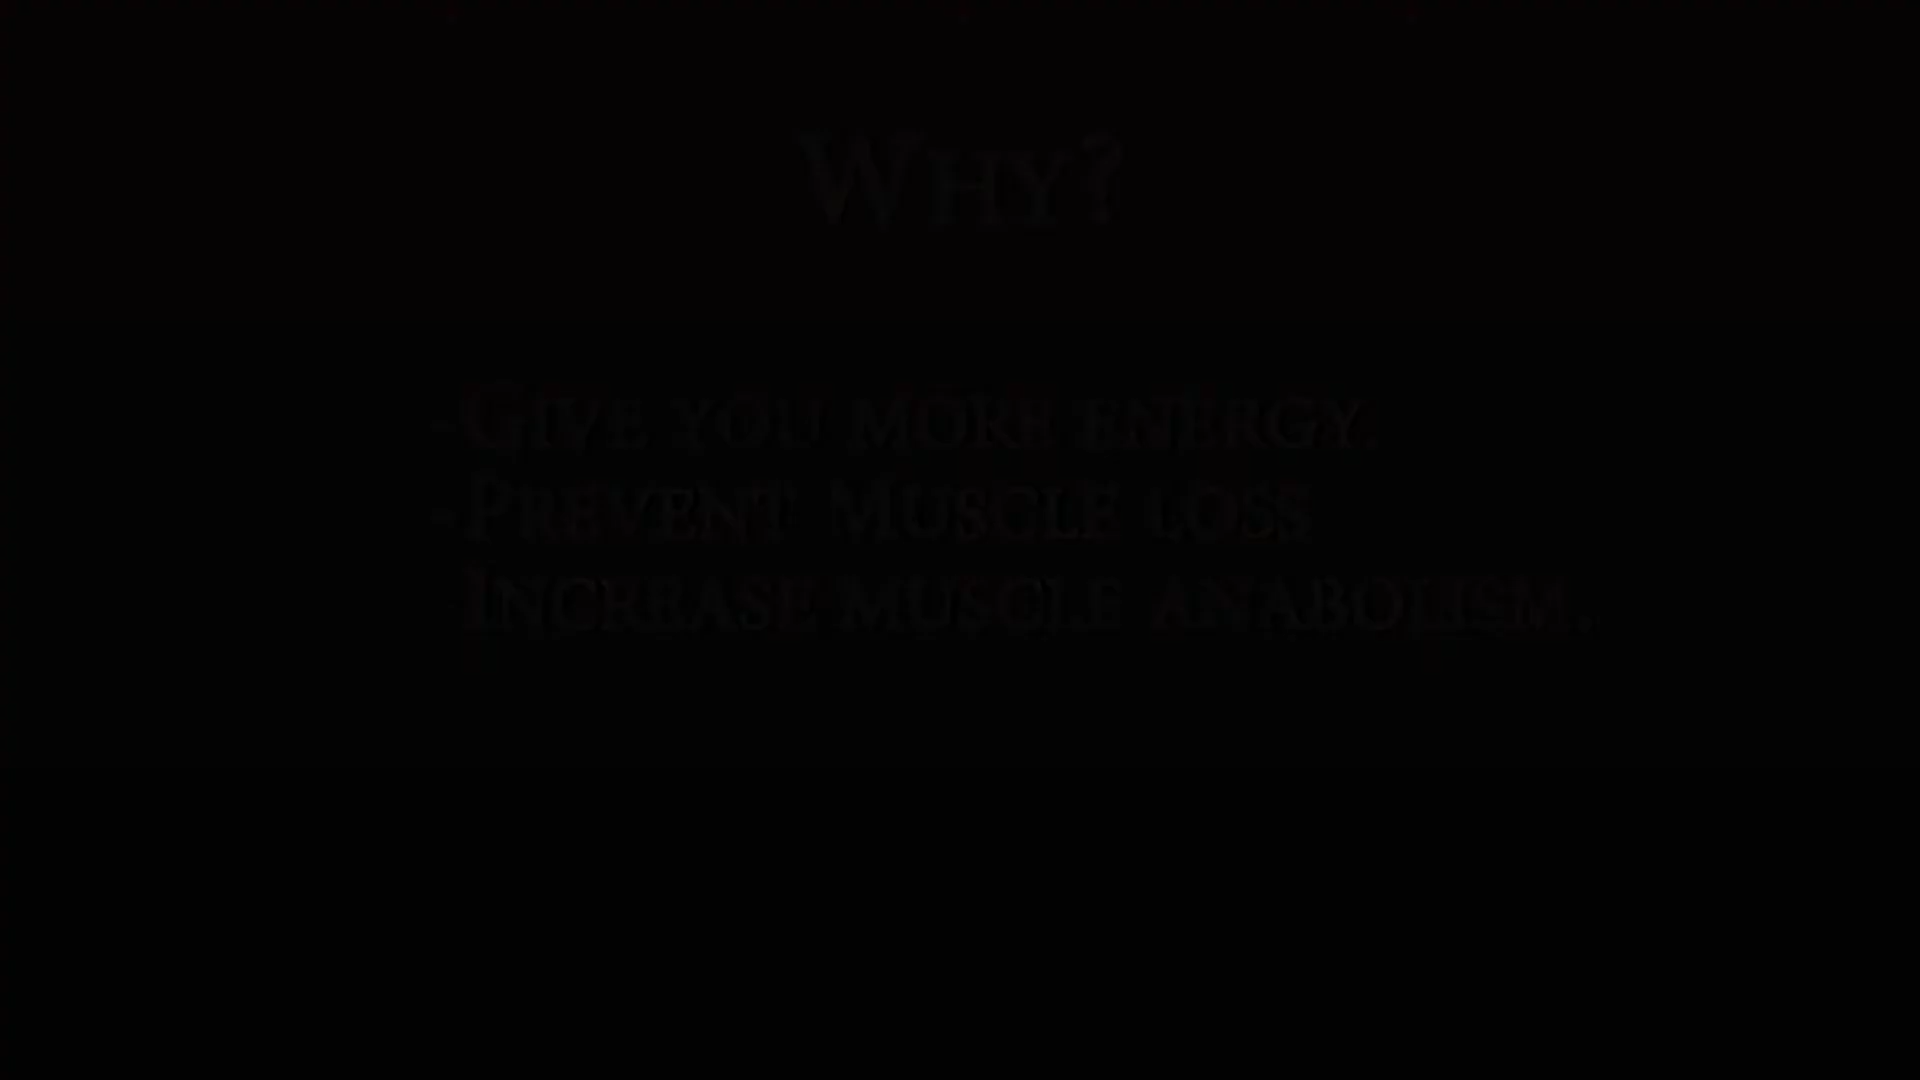 Why?
-Give you more energy.
-Prevent Muscle loss
-Increase muscle anabolism.